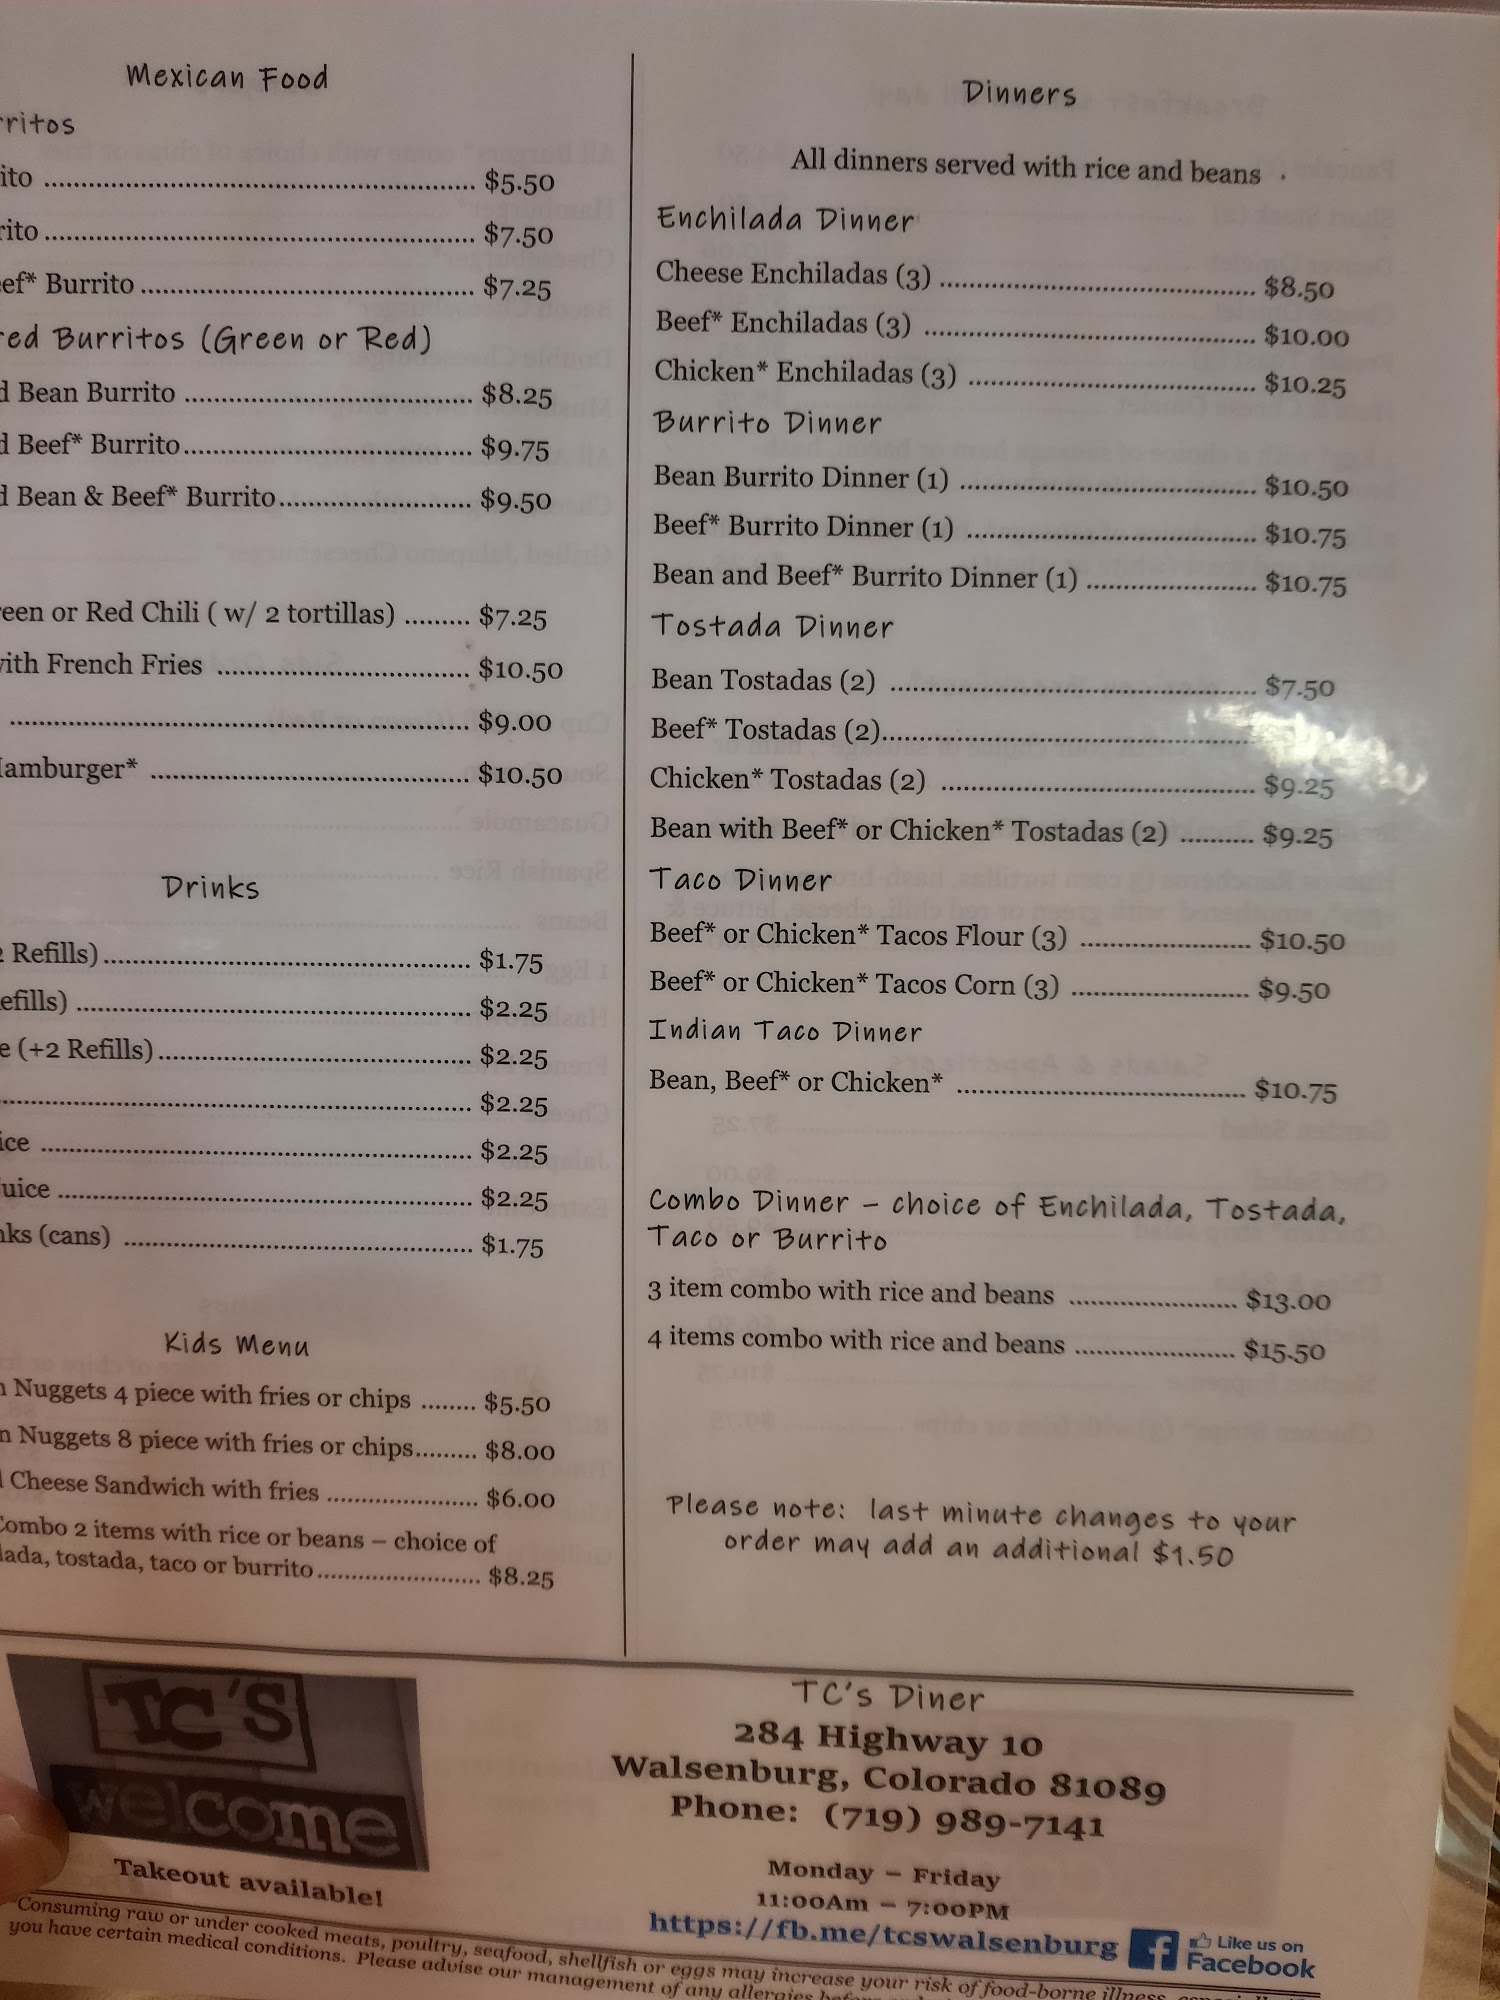 Mexican Food
$5.50
$7.50
Burrito ........ $7.25
Burritos (Green or Red)
Bean Burrito ........ $8.25
Beef* Burrito........ $9.75
Bean & Beef* Burrito........ $9.50
or Red Chili ( w/ 2 tortillas) ........ $7.25
French Fries ........ $10.50
........ $9.00
........ $10.50
Drinks
Refills)........ $1.75
........ $2.25
(+2 Refills)........ $2.25
........ $2.25
........ $2.25
........ $2.25
(cans) ........ $1.75
Kids Menu
Nuggets 4 piece with fries or chips ........ $5.50
Nuggets 8 piece with fries or chips........ $8.00
Cheese Sandwich with fries ........ $6.00
Combo 2 items with rice or beans – choice of
tostada, taco or burrito........ $8.25
Dinners
All dinners served with rice and beans .
Enchilada Dinner
Cheese Enchiladas (3) ........ $8.50
Beef* Enchiladas (3) ........ $10.00
Chicken* Enchiladas (3) ........ $10.25
Burrito Dinner
Bean Burrito Dinner (1) ........ $10.50
Beef* Burrito Dinner (1) ........ $10.75
Bean and Beef* Burrito Dinner (1) ........ $10.75
Tostada Dinner
Bean Tostadas (2) ........ $7.50
Beef* Tostadas (2)........
Chicken* Tostadas (2) ........ $9.25
Bean with Beef* or Chicken* Tostadas (2) ........ $9.25
Taco Dinner
Beef* or Chicken* Tacos Flour (3) ........ $10.50
Beef* or Chicken* Tacos Corn (3) ........ $9.50
Indian Taco Dinner
Bean, Beef* or Chicken* ........ $10.75
Combo Dinner – choice of Enchilada, Tostada,
Taco or Burrito
3 item combo with rice and beans ........ $13.00
4 items combo with rice and beans ........ $15.50
Please note: last minute changes to your
order may add an additional $1.50
TC'S
welcome
Takeout available!
TC's Diner
284 Highway 10
Walsenburg, Colorado 81089
Phone: (719) 989-7141
Monday – Friday
11:00Am – 7:00PM
https://fb.me/tcswalsenburg
Like us on
Facebook
Consuming raw or under cooked meats, poultry, seafood, shellfish or eggs may increase your risk of food-borne illness,
you have certain medical conditions. Please advise our management of any allergies